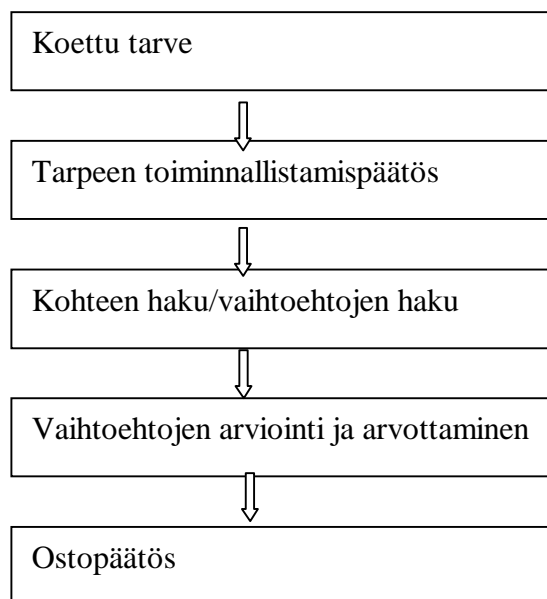 Koettu tarve
Tarpeen toiminnallistamispäätös
Kohteen haku/vaihtoehtojen haku
Vaihtoehtojen arviointi ja arvottaminen
Ostopäätös